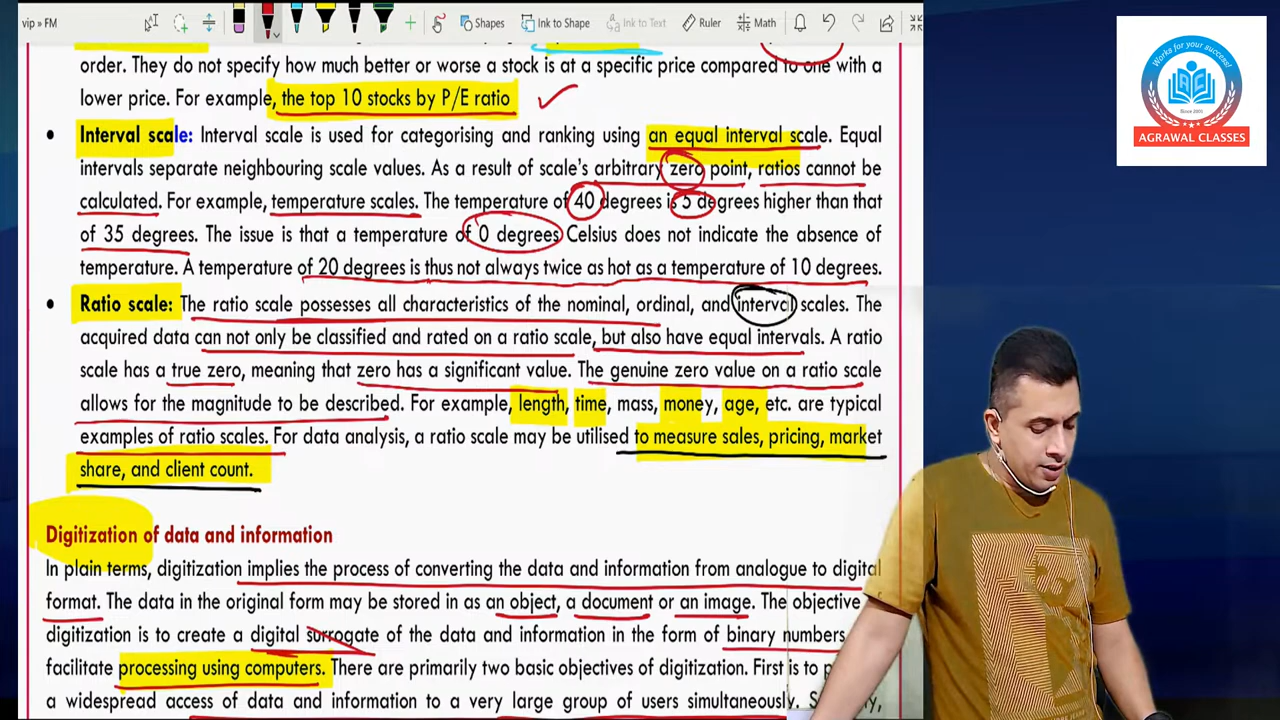 vip » FM
Shapes
Ink to Shape
Ink to Text
Ruler
Math
order. They do not specify how much better or wo stock is at a specific price compared to one with a
lower price. For example, the top 10 stocks by P/E ratio
Interval scale: Interval scale is used for categorising and ranking using an equal interval scale. Equal
intervals separate neighbouring scale values. As a result of scale's arbitrary zero point, ratios cannot be
calculated. For example, temperature scales. The temperature of 40 degrees is 5 degrees higher than that
of 35 degrees. The issue is that a temperature of 0 degrees Celsius does not indicate the absence of
temperature. A temperature of 20 degrees is thus not always twice as hot as a temperature of 10 degrees.
Ratio scale: The ratio scale possesses all characteristics of the nominal, ordinal, and interval scales. The
acquired data can not only be classified and rated on a ratio scale, but also have equal intervals. A ratio
scale has a true zero, meaning that zero has a significant value. The genuine zero value on a ratio scale
allows for the magnitude to be described. For example, length, time, mass, money, age, etc. are typical
examples of ratio scales. For data analysis, a ratio scale may be utilised to measure sales, pricing, market
share, and client count.
Digitization of data and information
In plain terms, digitization implies the process of converting the data and information from analogue to digital
format. The data in the original form may be stored in as an object, a document or an image. The objective
digitization is to create a digital surrogate of the data and information in the form of binary numbers
facilitate processing using computers. There are primarily two basic objectives of digitization. First is to p
a widespread access of data and information to a very large group of users simultaneously. S
Works for your success!
Since 2001
AGRAWAL CLASSES